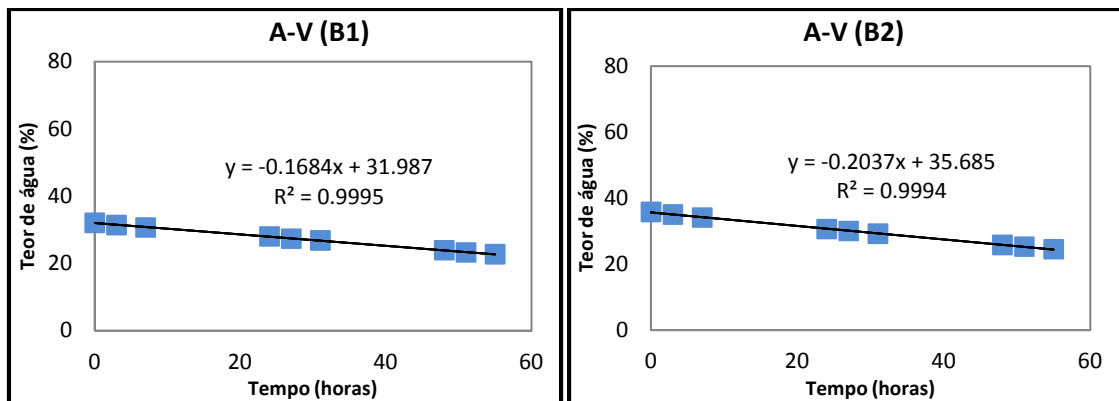 A-V (B1)
Teor de água (%)
80
60
40
20
0
y = -0.1684x + 31.987
R² = 0.9995
0 20 40 60
Tempo (horas)
A-V (B2)
Teor de água (%)
80
60
40
20
0
y = -0.2037x + 35.685
R² = 0.9994
0 20 40 60
Tempo (horas)